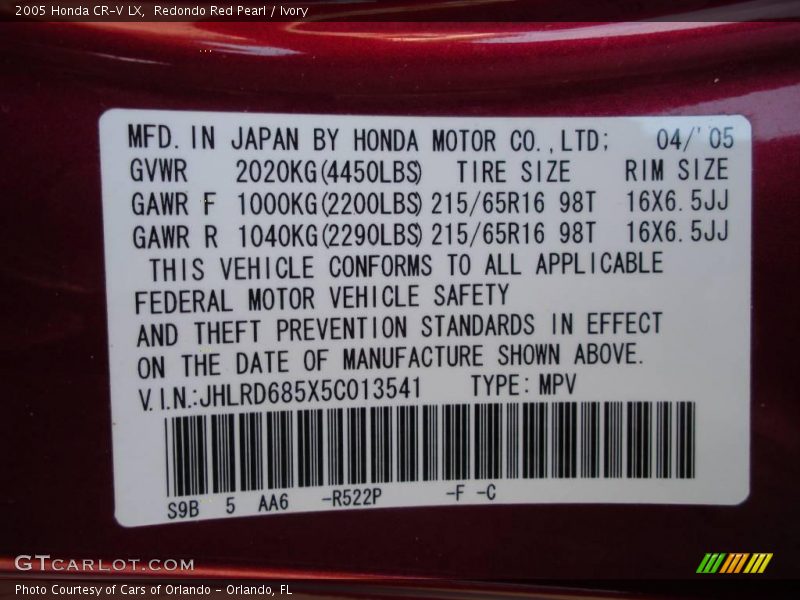 2005 Honda CR-V LX,  Redondo Red Pearl / Ivory
MFD. IN JAPAN BY HONDA MOTOR CO.,LTD; 04/'05
GVWR 2020KG(4450LBS) TIRE SIZE RIM SIZE
GAWR F 1000KG(2200LBS) 215/65R16 98T 16X6.5JJ
GAWR R 1040KG(2290LBS) 215/65R16 98T 16X6.5JJ
THIS VEHICLE CONFORMS TO ALL APPLICABLE
FEDERAL MOTOR VEHICLE SAFETY
AND THEFT PREVENTION STANDARDS IN EFFECT
ON THE DATE OF MANUFACTURE SHOWN ABOVE.
V.I.N.:JHLRD685X5C013541 TYPE: MPV
S9B 5 AA6 -R522P -F -C
GTCARLOT.COM
Photo Courtesy of Cars of Orlando - Orlando, FL